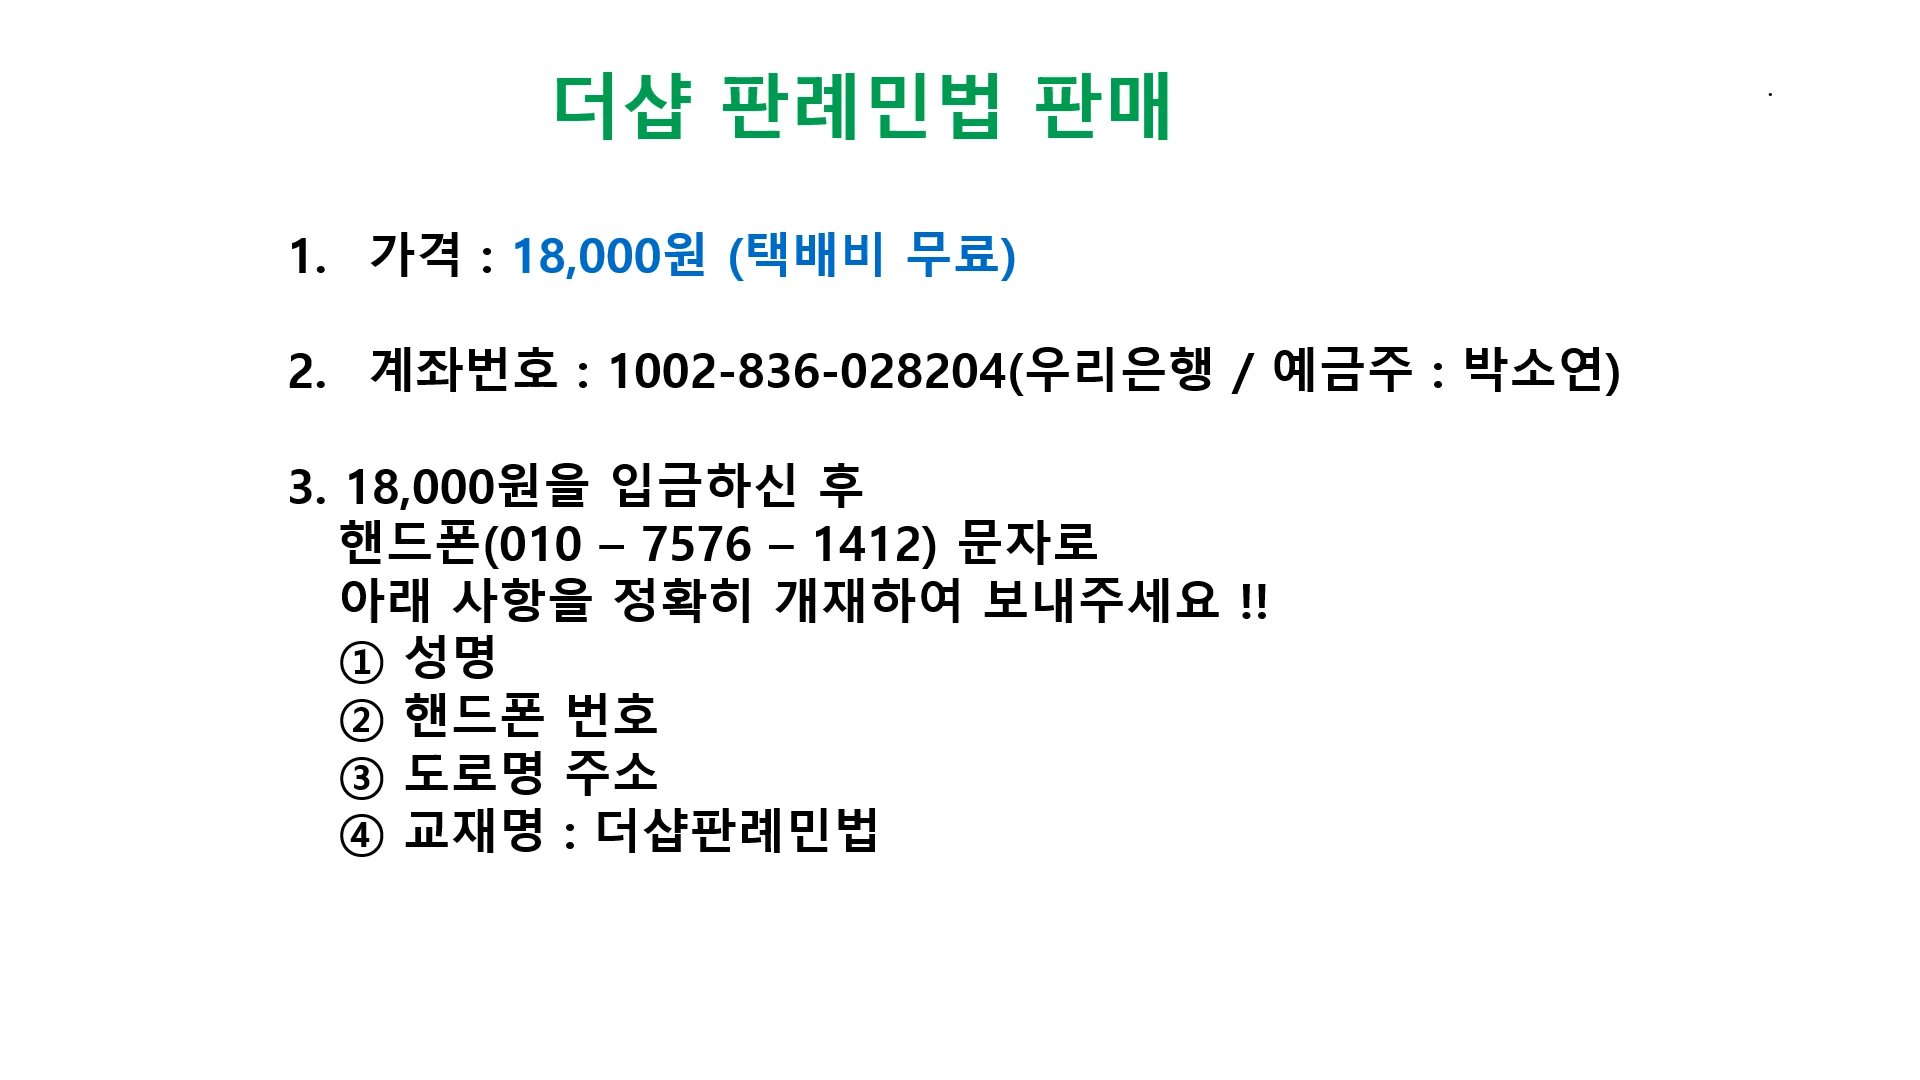 더샵 판례민법 판매
1. 가격 : 18,000원 (택배비 무료)
2. 계좌번호 : 1002-836-028204(우리은행 / 예금주 : 박소연)
3. 18,000원을 입금하신 후
핸드폰(010 – 7576 – 1412) 문자로
아래 사항을 정확히 개재하여 보내주세요 !!
① 성명
② 핸드폰 번호
③ 도로명 주소
④ 교재명 : 더샵판례민법